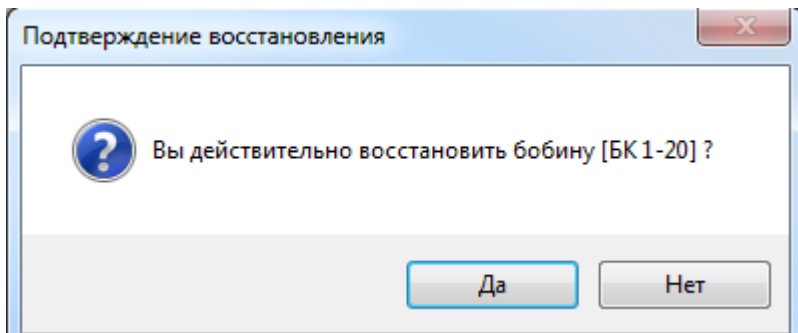 Подтверждение восстановления
Вы действительно восстановить бобину [БК 1-20] ?
Да
Нет